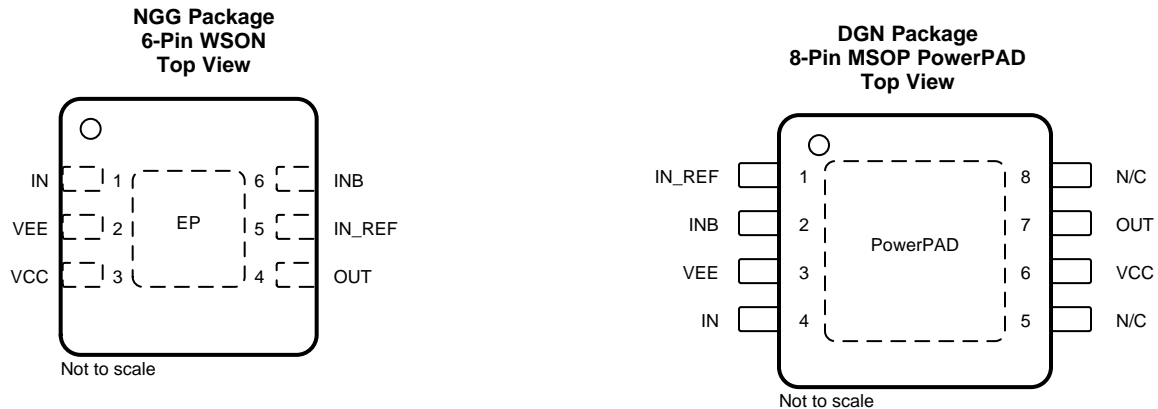 NGG Package
6-Pin WSON
Top View
IN 1 6 INB
VEE 2 EP 5 IN_REF
VCC 3 4 OUT
Not to scale
DGN Package
8-Pin MSOP PowerPAD
Top View
IN_REF 1 8 N/C
INB 2 7 OUT
PowerPAD
VEE 3 6 VCC
IN 4 5 N/C
Not to scale